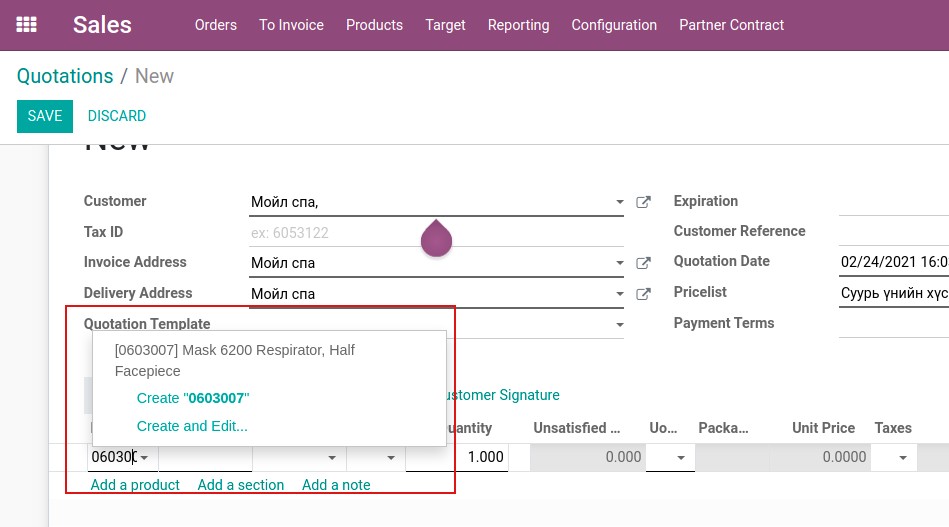 Sales Orders To Invoice Products Target Reporting Configuration Partner Contract
Quotations / New
SAVE DISCARD
New
Customer Мойл спа, Expiration
Tax ID ex: 6053122 Customer Reference
Invoice Address Мойл спа Quotation Date 02/24/2021 16:0
Delivery Address Мойл спа Pricelist Суурь үнийн хүс
Quotation Template Payment Terms
[0603007] Mask 6200 Respirator, Half
Facepiece
Create "0603007"
ustomer Signature
Create and Edit...
uantity Unsatisfied ... Uo... Packa... Unit Price Taxes
06030 1.000 0.000 0.0000
Add a product Add a section Add a note